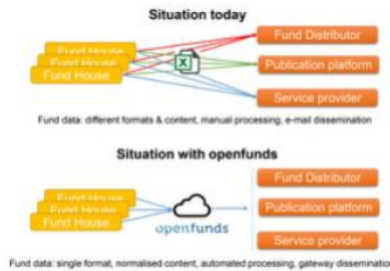 Situation today
Fund House
Fund House
Fund House
Fund Distributor
Publication platform
Service provider
Fund data: different formats & content, manual processing, e-mail dissemination
Situation with openfunds
Fund House
Fund House
Fund House
openfunds
Fund Distributor
Publication platform
Service provider
Fund data: single format, normalised content, automated processing, gateway dissemination